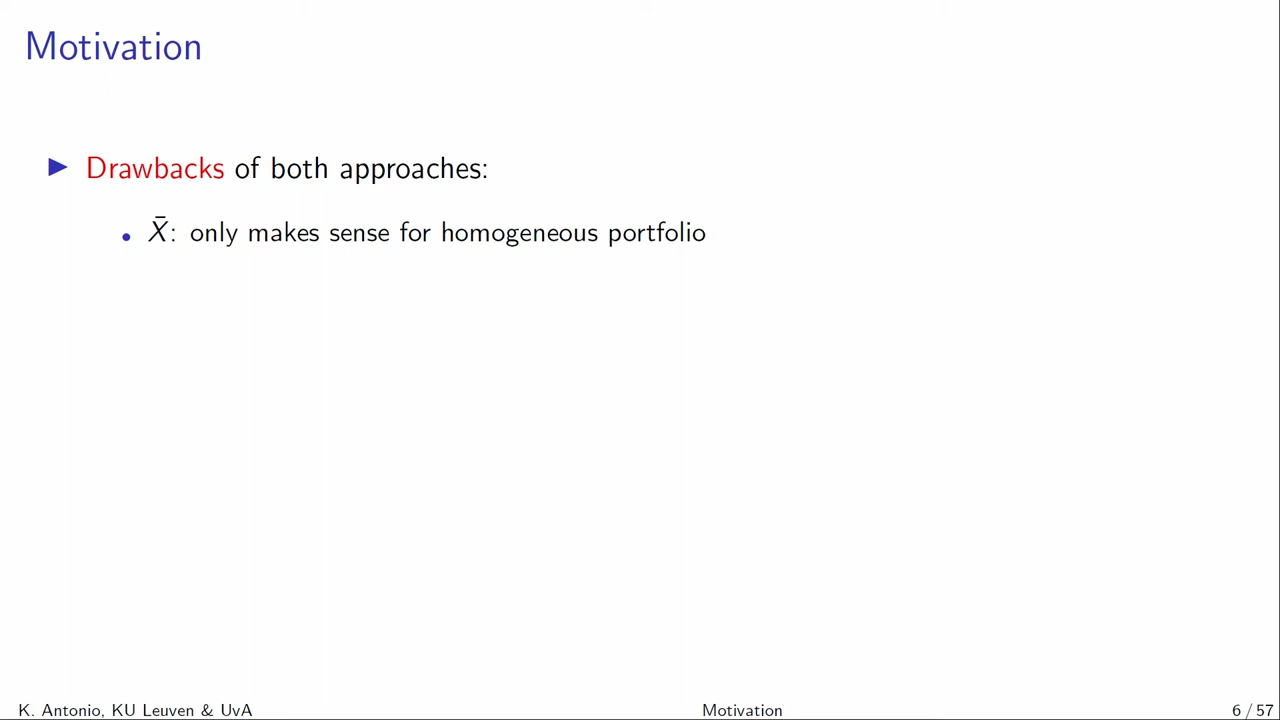 Motivation
▶ Drawbacks of both approaches:
• X̄: only makes sense for homogeneous portfolio
K. Antonio, KU Leuven & UvA Motivation 6 / 57